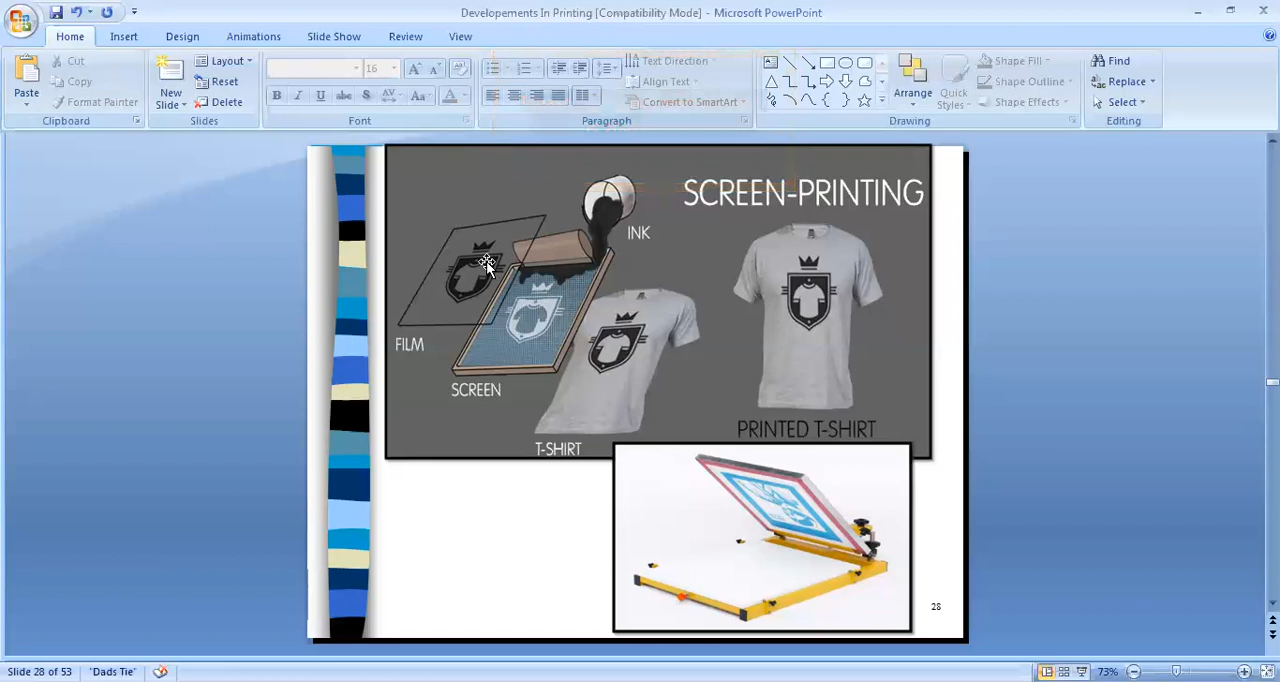 Developements In Printing [Compatibility Mode] - Microsoft PowerPoint
Home Insert Design Animations Slide Show Review View
Paste
Cut
Copy
Format Painter
Clipboard
New Slide
Layout
Reset
Delete
Slides
16
B I U abc S AV Aa A
Font
Text Direction
Align Text
Convert to SmartArt
Paragraph
Arrange
Quick Styles
Shape Fill
Shape Outline
Shape Effects
Drawing
Find
Replace
Select
Editing
SCREEN-PRINTING
INK
FILM
SCREEN
T-SHIRT
PRINTED T-SHIRT
28
Slide 28 of 53 "Dads Tie" 73%